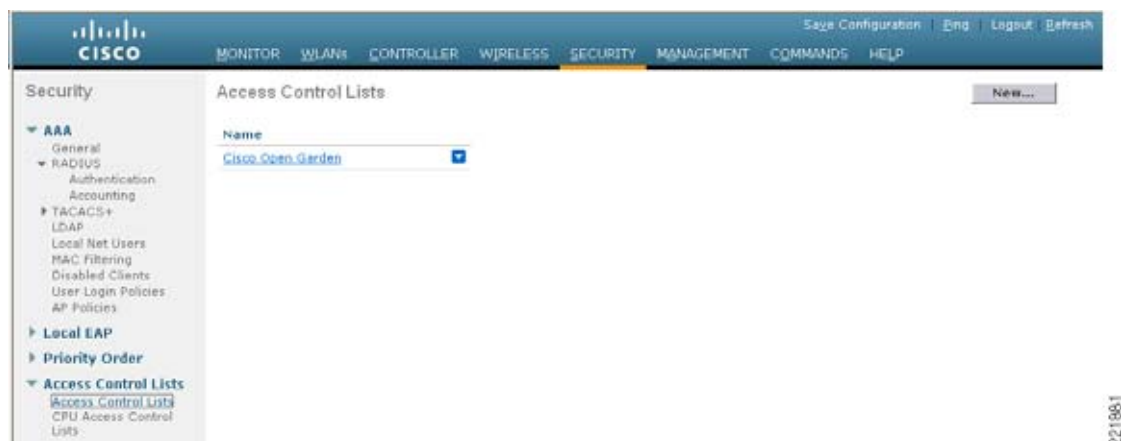 Save Configuration | Ping | Logout | Refresh
CISCO
MONITOR WLANs CONTROLLER WIRELESS SECURITY MANAGEMENT COMMANDS HELP
Security
AAA
General
RADIUS
Authentication
Accounting
TACACS+
LDAP
Local Net Users
MAC Filtering
Disabled Clients
User Login Policies
AP Policies
Local EAP
Priority Order
Access Control Lists
Access Control Lists
CPU Access Control
Lists
Access Control Lists
New...
Name
Cisco Open Garden
221881